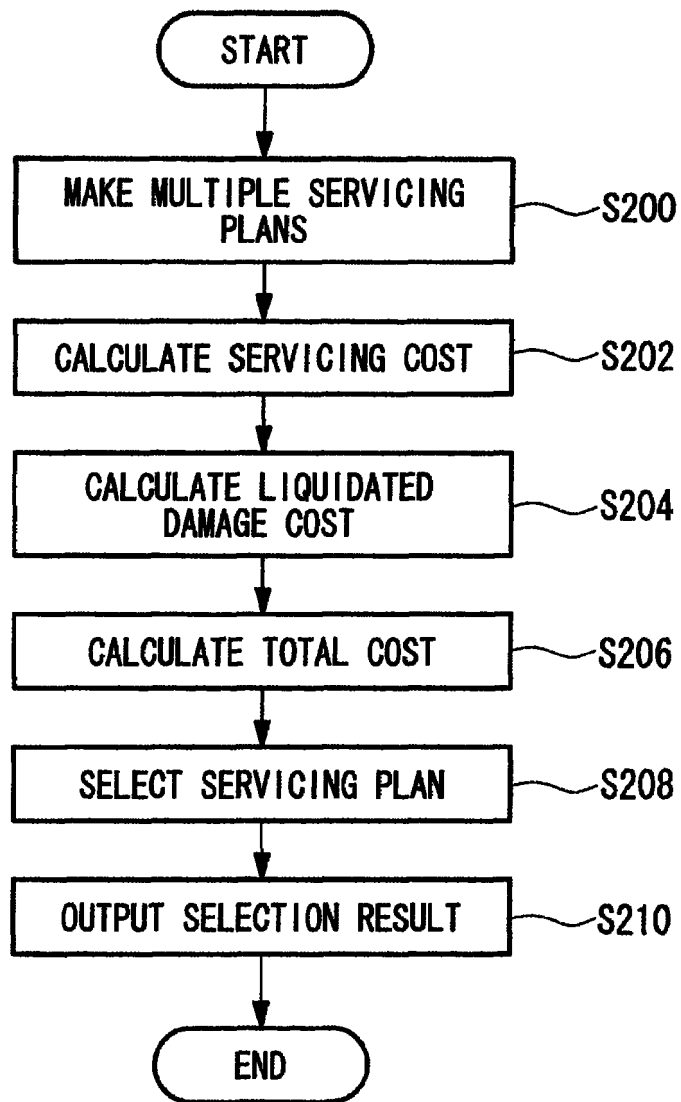 START
MAKE MULTIPLE SERVICING
PLANS
S200
CALCULATE SERVICING COST
S202
CALCULATE LIQUIDATED
DAMAGE COST
S204
CALCULATE TOTAL COST
S206
SELECT SERVICING PLAN
S208
OUTPUT SELECTION RESULT
S210
END